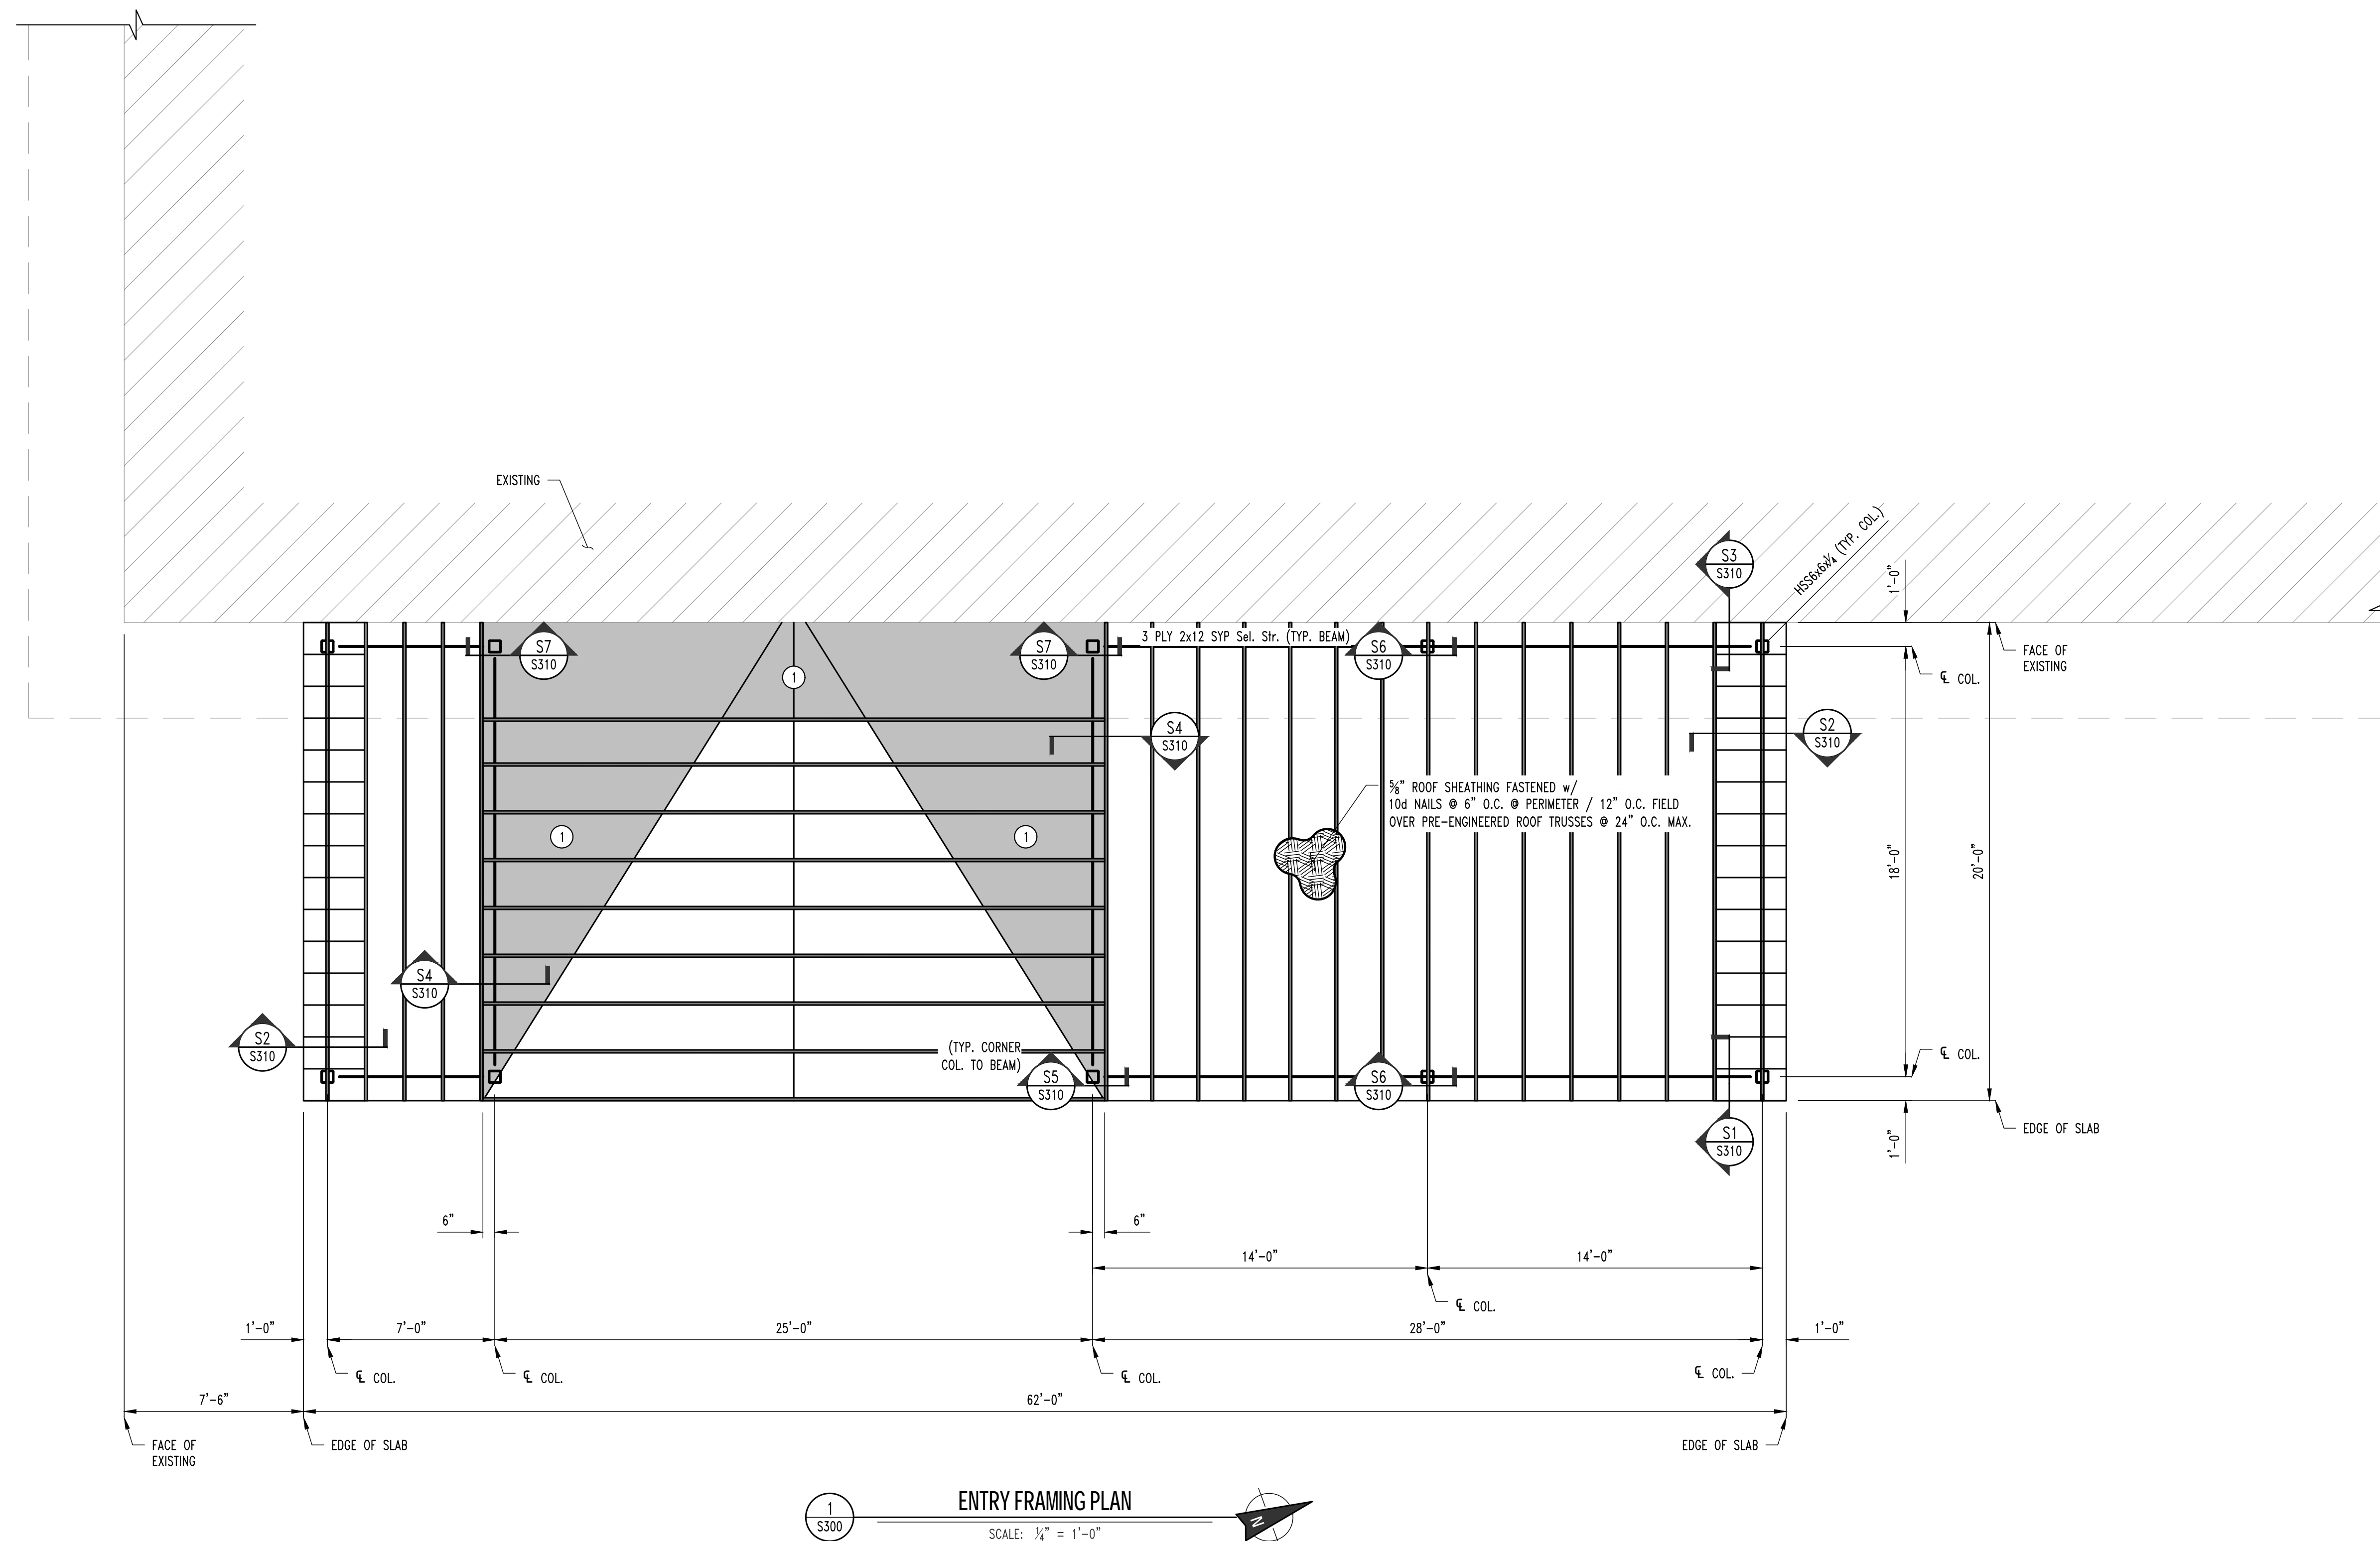 EXISTING
HSS6x6x¼ (TYP. COL.)
S3
S310
1'-0"
S7
S310
S7
S310
3 PLY 2x12 SYP Sel. Str. (TYP. BEAM)
S6
S310
FACE OF
EXISTING
℄ COL.
1
S4
S310
S2
S310
⅝" ROOF SHEATHING FASTENED w/
10d NAILS @ 6" O.C. @ PERIMETER / 12" O.C. FIELD
OVER PRE-ENGINEERED ROOF TRUSSES @ 24" O.C. MAX.
1
1
18'-0"
20'-0"
S4
S310
S2
S310
(TYP. CORNER
COL. TO BEAM)
S5
S310
S6
S310
℄ COL.
S1
S310
1'-0"
EDGE OF SLAB
6"
6"
14'-0"
14'-0"
℄ COL.
1'-0"
7'-0"
25'-0"
28'-0"
1'-0"
℄ COL.
℄ COL.
℄ COL.
℄ COL.
7'-6"
62'-0"
FACE OF
EXISTING
EDGE OF SLAB
EDGE OF SLAB
1
S300
ENTRY FRAMING PLAN
SCALE: ¼" = 1'-0"
N